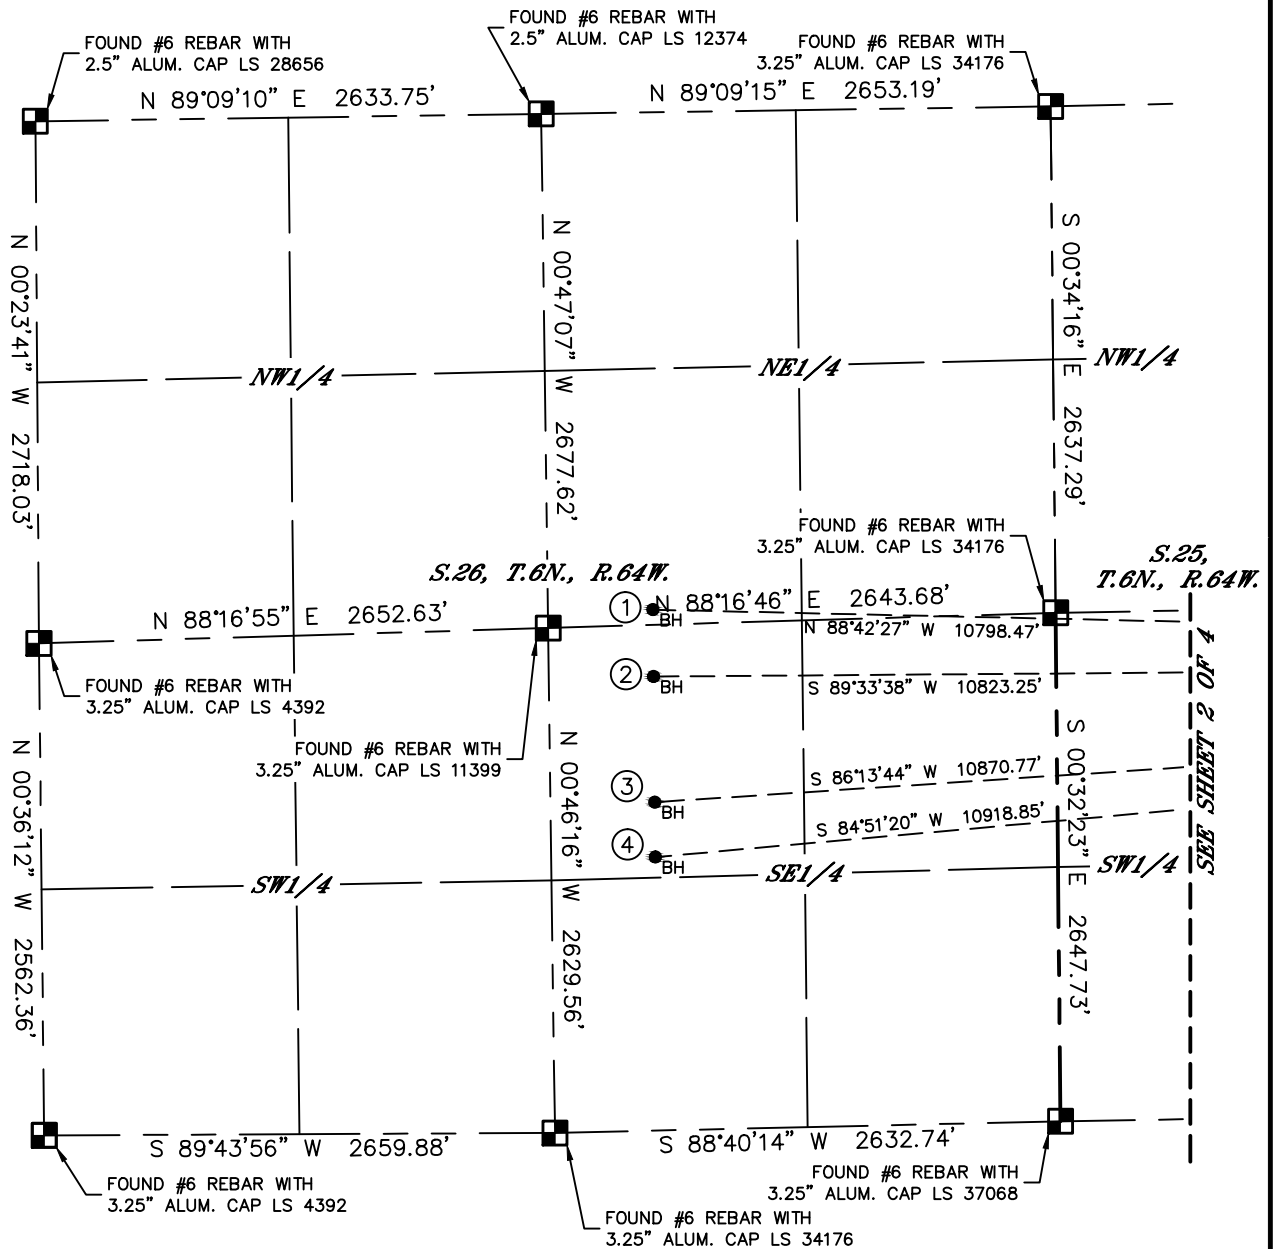 FOUND #6 REBAR WITH
2.5" ALUM. CAP LS 28656
FOUND #6 REBAR WITH
2.5" ALUM. CAP LS 12374
FOUND #6 REBAR WITH
3.25" ALUM. CAP LS 34176
N 89°09'10" E 2633.75'
N 89°09'15" E 2653.19'
N 00°23'41" W 2718.03'
N 00°47'07" W 2677.62'
S 00°34'16" E 2637.29'
NW1/4
NE1/4
NW1/4
FOUND #6 REBAR WITH
3.25" ALUM. CAP LS 34176
S.26, T.6N., R.64W.
S.25,
T.6N., R.64W.
N 88°16'55" E 2652.63'
1
BH
N 88°16'46" E 2643.68'
N 88°42'27" W 10798.47'
2
BH
S 89°33'38" W 10823.25'
FOUND #6 REBAR WITH
3.25" ALUM. CAP LS 4392
FOUND #6 REBAR WITH
3.25" ALUM. CAP LS 11399
3
BH
S 86°13'44" W 10870.77'
4
BH
S 84°51'20" W 10918.85'
SEE SHEET 2 OF 4
N 00°36'12" W 2562.36'
N 00°46'16" W 2629.56'
S 00°32'23" E 2647.73'
SW1/4
SE1/4
SW1/4
S 89°43'56" W 2659.88'
S 88°40'14" W 2632.74'
FOUND #6 REBAR WITH
3.25" ALUM. CAP LS 4392
FOUND #6 REBAR WITH
3.25" ALUM. CAP LS 37068
FOUND #6 REBAR WITH
3.25" ALUM. CAP LS 34176